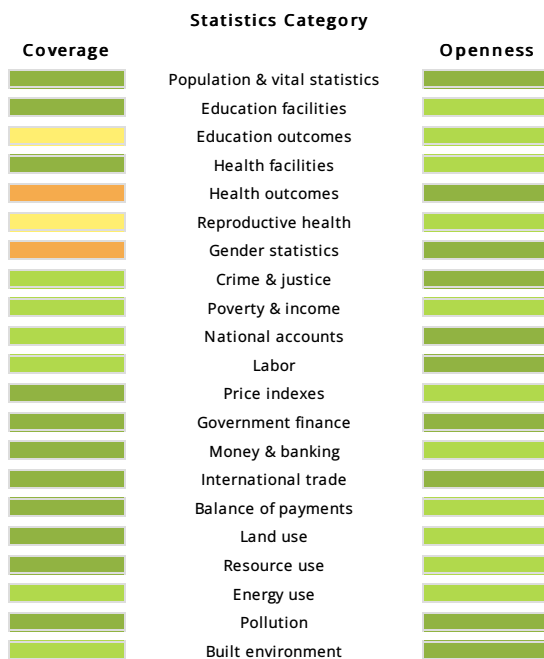 Statistics Category
Coverage
Openness
Population & vital statistics
Education facilities
Education outcomes
Health facilities
Health outcomes
Reproductive health
Gender statistics
Crime & justice
Poverty & income
National accounts
Labor
Price indexes
Government finance
Money & banking
International trade
Balance of payments
Land use
Resource use
Energy use
Pollution
Built environment